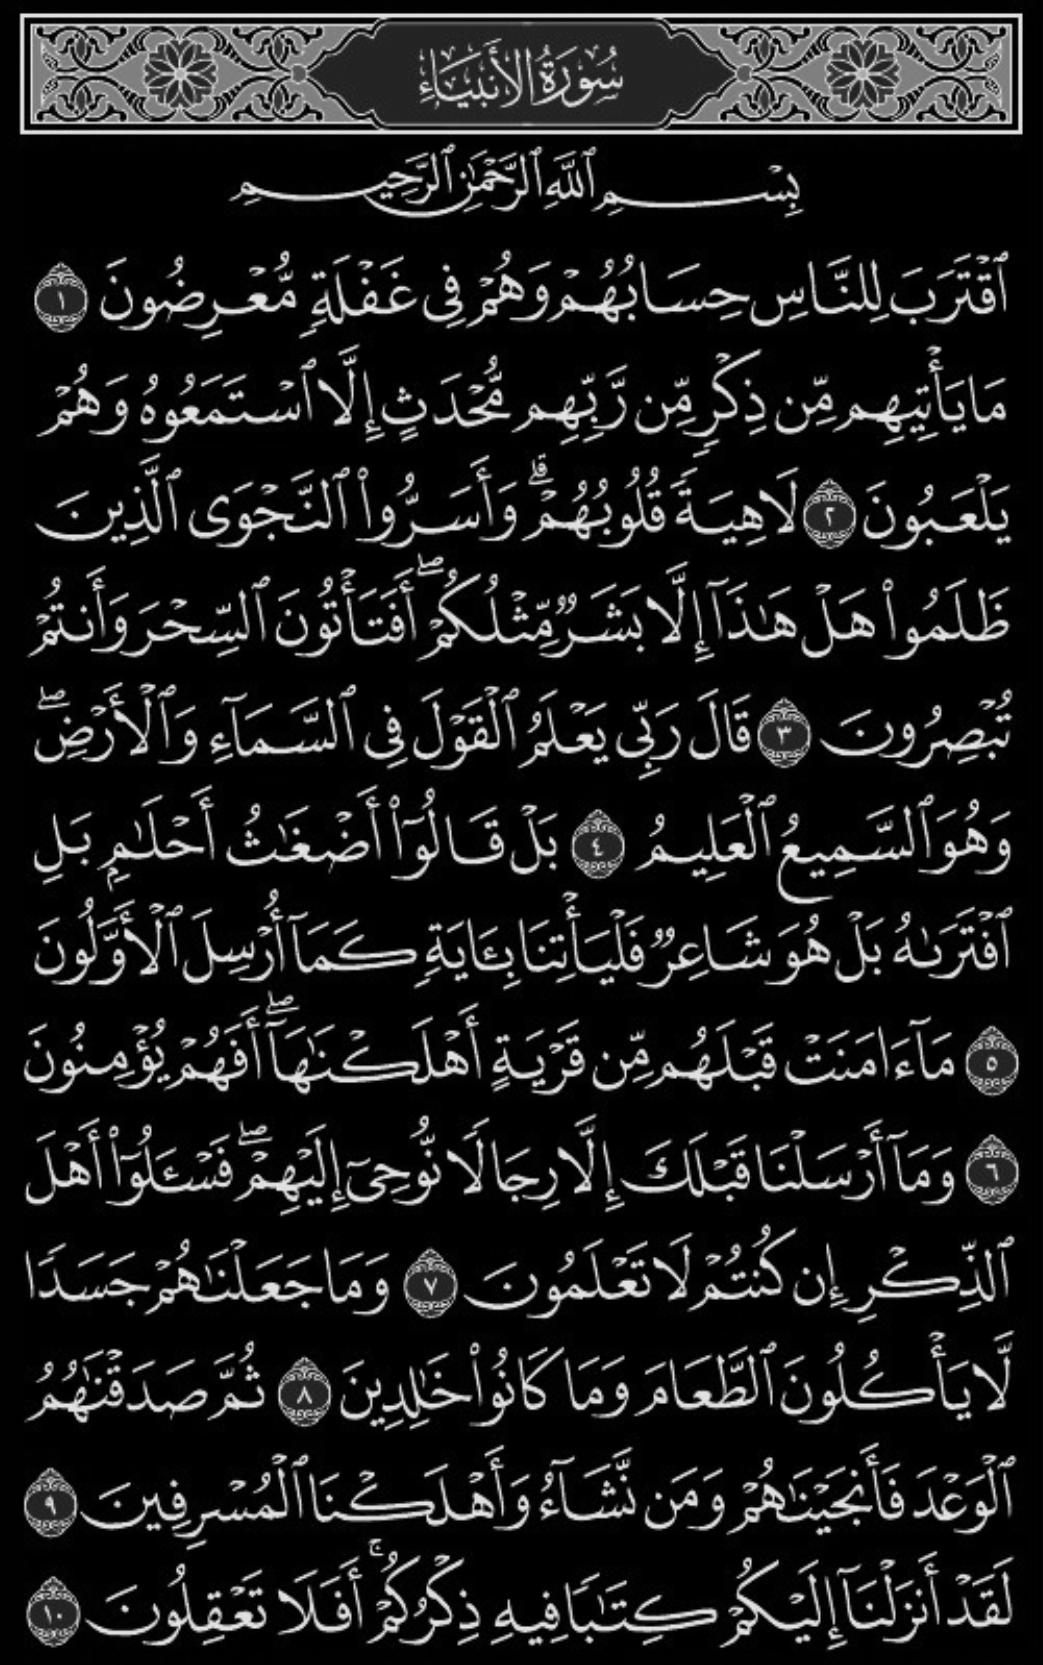 سُورَةُ الأَنبِيَاءِ
بِسْمِ ٱللَّهِ ٱلرَّحْمَٰنِ ٱلرَّحِيمِ
ٱقْتَرَبَ لِلنَّاسِ حِسَابُهُمْ وَهُمْ فِى غَفْلَةٍ مُّعْرِضُونَ ١
مَا يَأْتِيهِم مِّن ذِكْرٍ مِّن رَّبِّهِم مُّحْدَثٍ إِلَّا ٱسْتَمَعُوهُ وَهُمْ
يَلْعَبُونَ ٢ لَاهِيَةً قُلُوبُهُمْ ۗ وَأَسَرُّوا۟ ٱلنَّجْوَى ٱلَّذِينَ
ظَلَمُوا۟ هَلْ هَٰذَآ إِلَّا بَشَرٌ مِّثْلُكُمْ ۖ أَفَتَأْتُونَ ٱلسِّحْرَ وَأَنتُمْ
تُبْصِرُونَ ٣ قَالَ رَبِّى يَعْلَمُ ٱلْقَوْلَ فِى ٱلسَّمَآءِ وَٱلْأَرْضِ ۖ
وَهُوَ ٱلسَّمِيعُ ٱلْعَلِيمُ ٤ بَلْ قَالُوٓا۟ أَضْغَٰثُ أَحْلَٰمٍۭ بَلِ
ٱفْتَرَىٰهُ بَلْ هُوَ شَاعِرٌ فَلْيَأْتِنَا بِـَٔايَةٍ كَمَآ أُرْسِلَ ٱلْأَوَّلُونَ
٥ مَآ ءَامَنَتْ قَبْلَهُم مِّن قَرْيَةٍ أَهْلَكْنَٰهَآ ۖ أَفَهُمْ يُؤْمِنُونَ
٦ وَمَآ أَرْسَلْنَا قَبْلَكَ إِلَّا رِجَالًا نُّوحِىٓ إِلَيْهِمْ ۖ فَسْـَٔلُوٓا۟ أَهْلَ
ٱلذِّكْرِ إِن كُنتُمْ لَا تَعْلَمُونَ ٧ وَمَا جَعَلْنَٰهُمْ جَسَدًا
لَّا يَأْكُلُونَ ٱلطَّعَامَ وَمَا كَانُوا۟ خَٰلِدِينَ ٨ ثُمَّ صَدَقْنَٰهُمُ
ٱلْوَعْدَ فَأَنجَيْنَٰهُمْ وَمَن نَّشَآءُ وَأَهْلَكْنَا ٱلْمُسْرِفِينَ ٩
لَقَدْ أَنزَلْنَآ إِلَيْكُمْ كِتَٰبًا فِيهِ ذِكْرُكُمْ ۚ أَفَلَا تَعْقِلُونَ ١٠